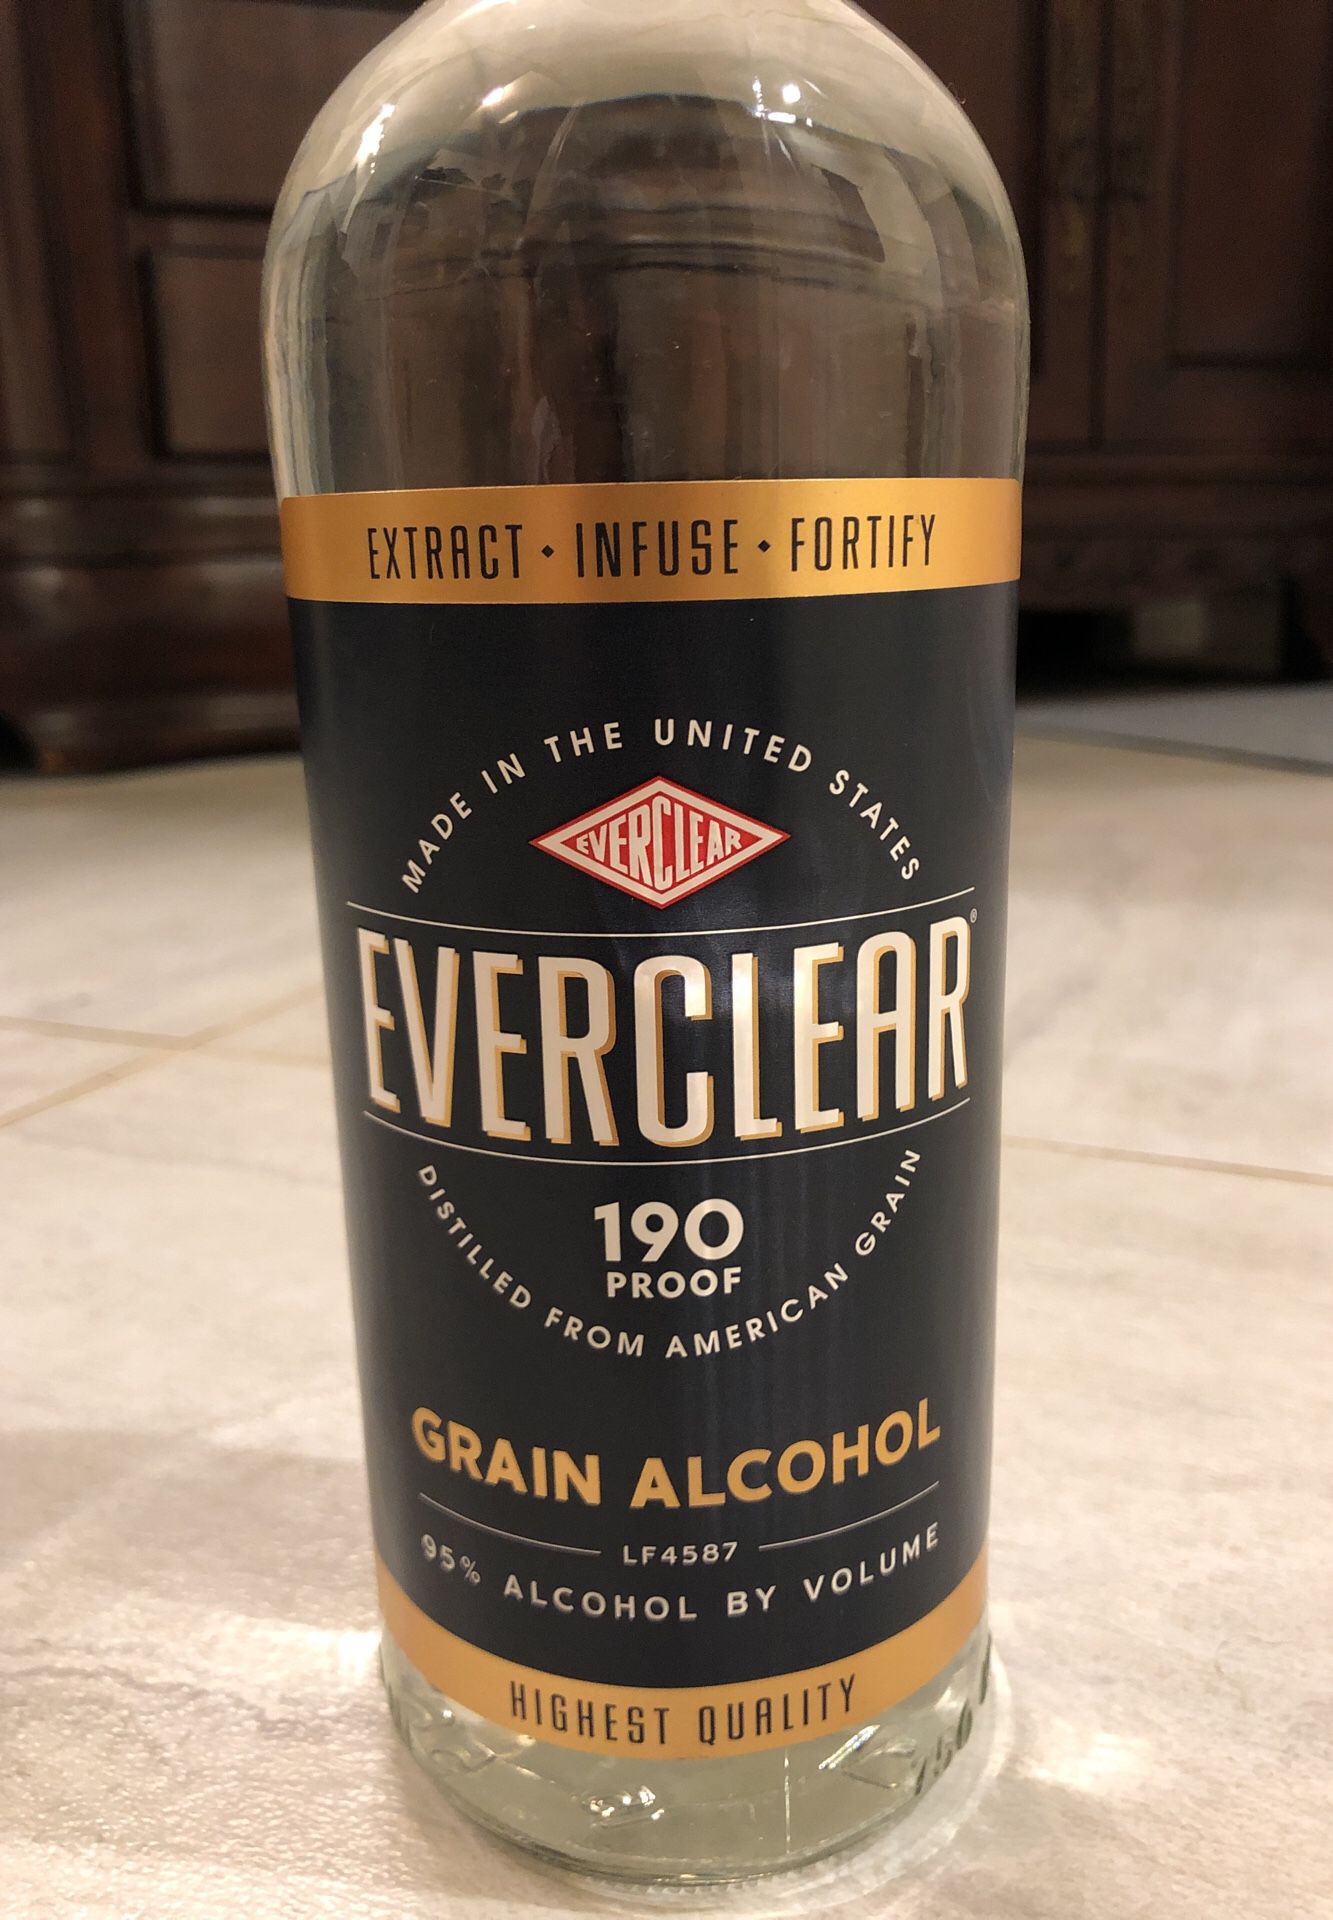 EXTRACT · INFUSE · FORTIFY
MADE IN THE UNITED STATES
EVERCLEAR
EVERCLEAR®
190
PROOF
DISTILLED FROM AMERICAN GRAIN
GRAIN ALCOHOL
LF4587
95% ALCOHOL BY VOLUME
HIGHEST QUALITY
750